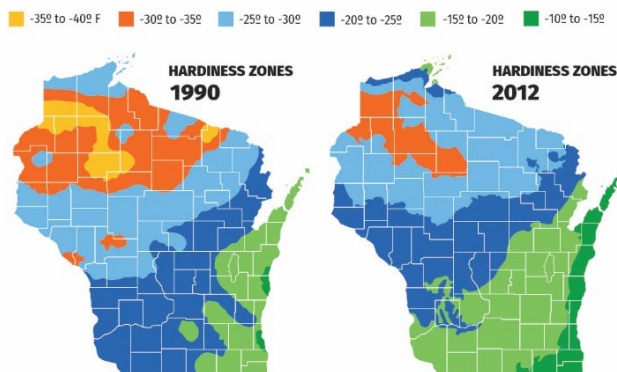 -35º to -40º F -30º to -35º -25º to -30º -20º to -25º -15º to -20º -10º to -15º
HARDINESS ZONES
1990
HARDINESS ZONES
2012